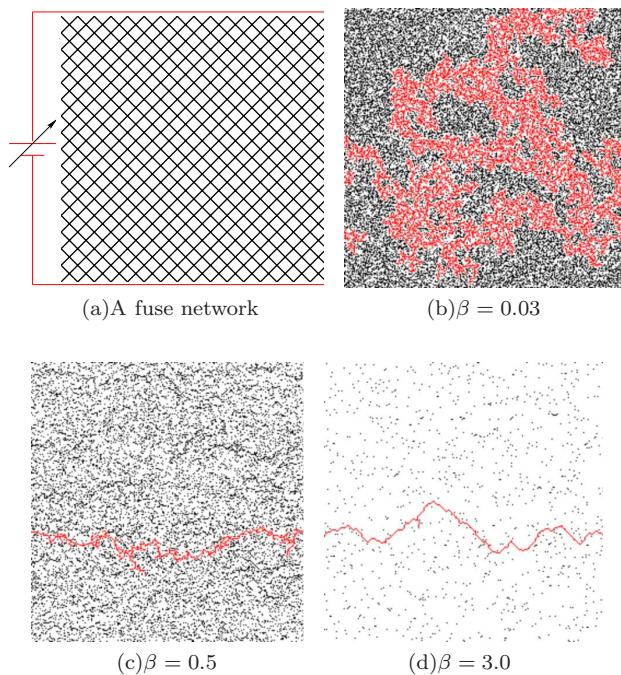 (a)A fuse network
(b)β = 0.03
(c)β = 0.5
(d)β = 3.0